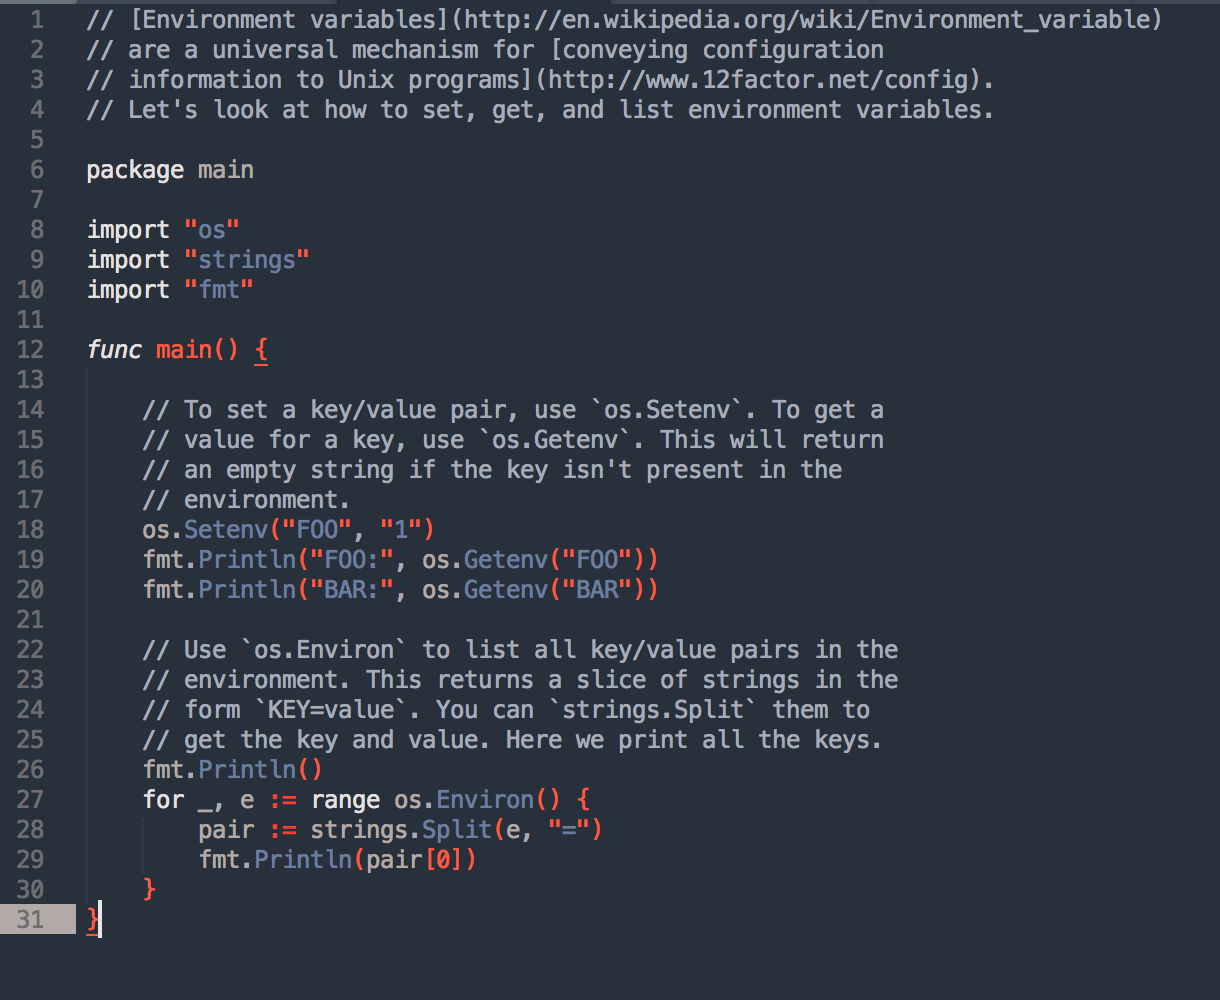 1 // [Environment variables](http://en.wikipedia.org/wiki/Environment_variable)
2 // are a universal mechanism for [conveying configuration
3 // information to Unix programs](http://www.12factor.net/config).
4 // Let's look at how to set, get, and list environment variables.
5
6 package main
7
8 import "os"
9 import "strings"
10 import "fmt"
11
12 func main() {
13
14     // To set a key/value pair, use `os.Setenv`. To get a
15     // value for a key, use `os.Getenv`. This will return
16     // an empty string if the key isn't present in the
17     // environment.
18     os.Setenv("FOO", "1")
19     fmt.Println("FOO:", os.Getenv("FOO"))
20     fmt.Println("BAR:", os.Getenv("BAR"))
21
22     // Use `os.Environ` to list all key/value pairs in the
23     // environment. This returns a slice of strings in the
24     // form `KEY=value`. You can `strings.Split` them to
25     // get the key and value. Here we print all the keys.
26     fmt.Println()
27     for _, e := range os.Environ() {
28         pair := strings.Split(e, "=")
29         fmt.Println(pair[0])
30     }
31 }